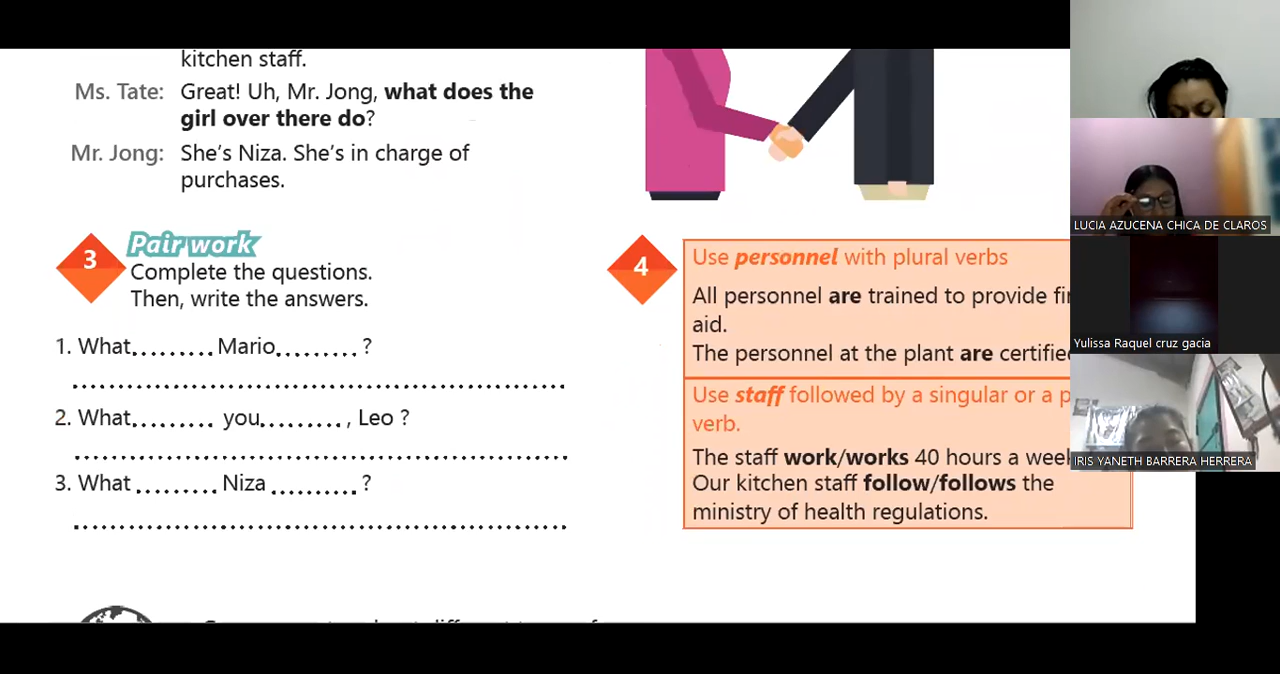 kitchen staff.
Ms. Tate: Great! Uh, Mr. Jong, what does the
girl over there do?
Mr. Jong: She's Niza. She's in charge of
purchases.
3 Pair work
Complete the questions.
Then, write the answers.
1. What......... Mario......... ?
2. What......... you........., Leo ?
3. What ......... Niza ......... ?
4
Use personnel with plural verbs
All personnel are trained to provide
aid.
The personnel at the plant are
Use staff followed by a singular or a
verb.
The staff work/works 40 hours a
Our kitchen staff follow/follows the
ministry of health regulations.
LUCIA AZUCENA CHICA DE CLAROS
Yulissa Raquel cruz gacia
IRIS YANETH BARRERA HERRERA